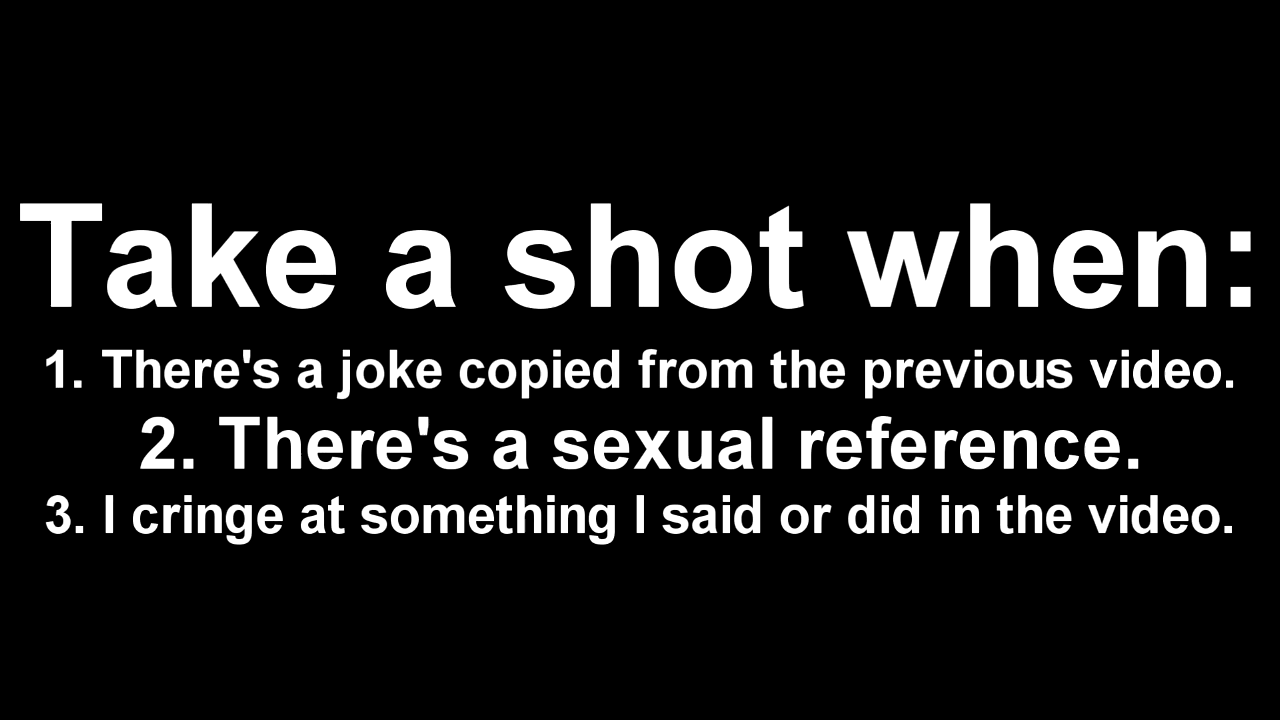 Take a shot when:
1. There's a joke copied from the previous video.
2. There's a sexual reference.
3. I cringe at something I said or did in the video.